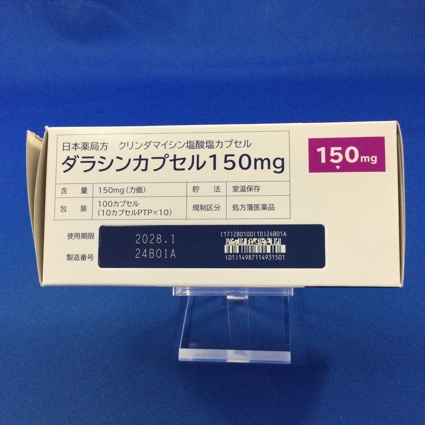 日本薬局方 クリンダマイシン塩酸塩カプセル
ダラシンカプセル150mg
150mg
含量 150mg(力価) 貯法 室温保存
包装 100カプセル (10カプセルPTP×10) 規制区分 処方箋医薬品
使用期限 2028.1
製造番号 24B01A
(17)280100(10)24B01A
(01)14987114931501